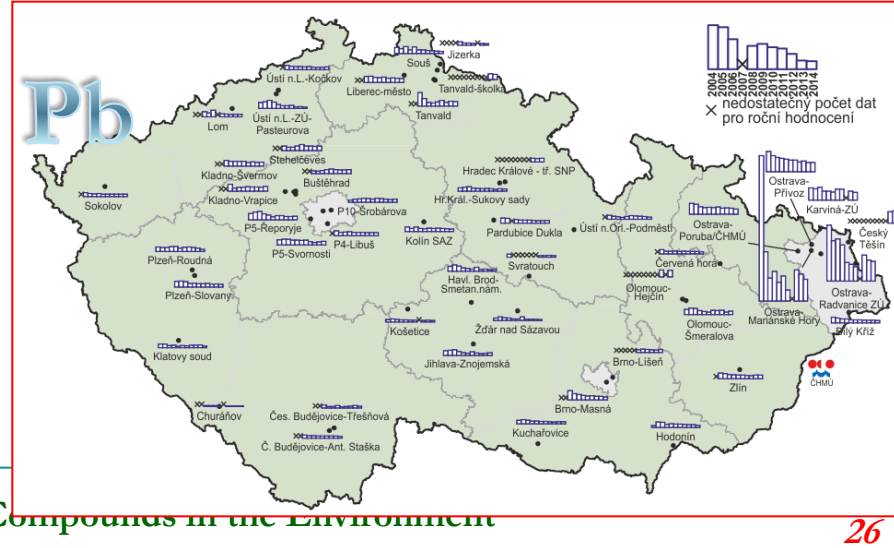 Pb
2004
2005
2006
2007
2008
2009
2010
2011
2012
2013
2014
× nedostatečný počet dat
pro roční hodnocení
Jizerka
Souš
Ústí n.L.-Kočkov
Liberec-město
Tanvald-školka
Tanvald
Lom
Ústí n.L.-ZÚ-
Pasteurova
Stehelčeves
Hradec Králové - tř. SNP
Kladno-Švermov
Buštěhrad
Sokolov
Kladno-Vrapice
Hr.Král.-Sukovy sady
P10-Šrobárova
P5-Řeporyje
P4-Libuš
Kolín SAZ
Pardubice Dukla
Ústí n.Orl.-Podměstí
P5-Svornosti
Plzeň-Roudná
Plzeň-Slovany
Svratouch
Havl. Brod-
Smetan.nám.
Ostrava-
Přívoz
Karviná-ZÚ
Český
Těšín
Ostrava-
Poruba/ČHMÚ
Červená hora
Olomouc-
Hejčín
Ostrava-
Radvanice ZÚ
Ostrava-
Mariánské Hory
Bílý Kříž
Olomouc-
Šmeralova
Košetice
Žďár nad Sázavou
Klatovy soud
Jihlava-Znojemská
Brno-Líšeň
Zlín
ČHMÚ
Churáňov
Čes. Budějovice-Třešňová
Brno-Masná
Č. Budějovice-Ant. Staška
Kuchařovice
Hodonín
Compounds in the Environment
26